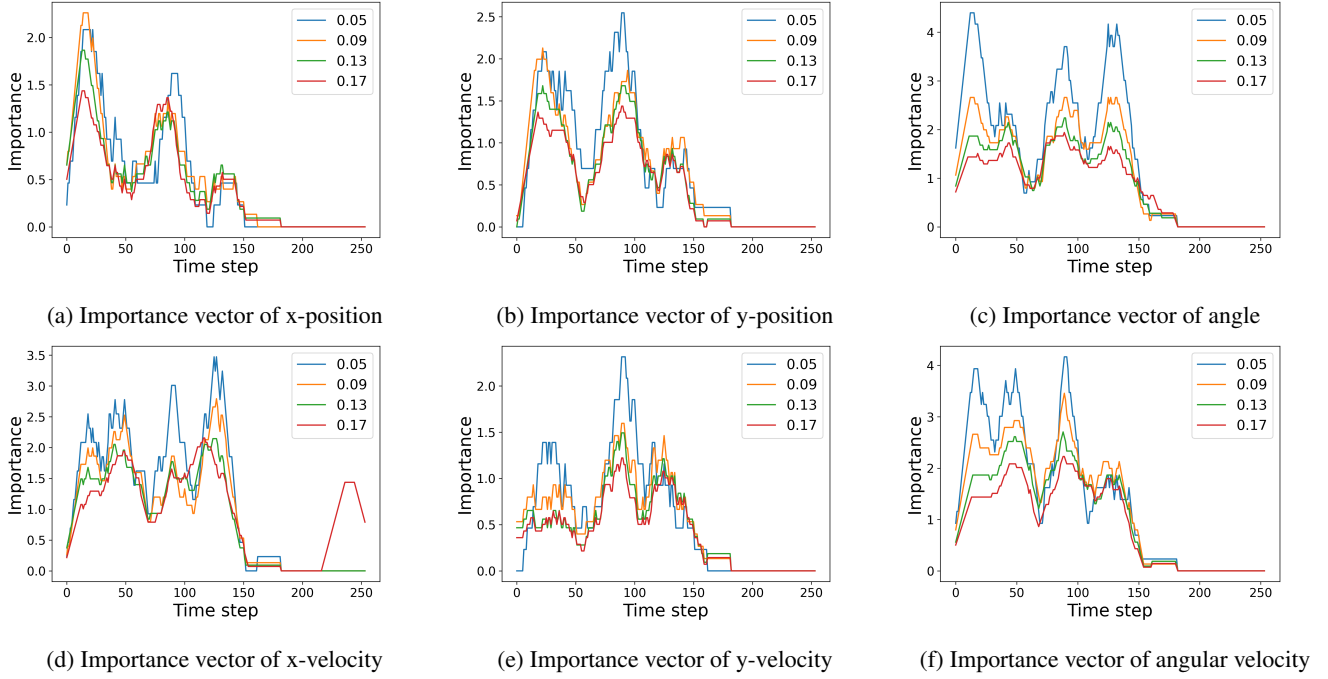 2.0
1.5
1.0
0.5
0.0
Importance
0 50 100 150 200 250
Time step
0.05
0.09
0.13
0.17
(a) Importance vector of x-position
2.5
2.0
1.5
1.0
0.5
0.0
Importance
0 50 100 150 200 250
Time step
0.05
0.09
0.13
0.17
(b) Importance vector of y-position
4
3
2
1
0
Importance
0 50 100 150 200 250
Time step
0.05
0.09
0.13
0.17
(c) Importance vector of angle
3.5
3.0
2.5
2.0
1.5
1.0
0.5
0.0
Importance
0 50 100 150 200 250
Time step
0.05
0.09
0.13
0.17
(d) Importance vector of x-velocity
2.0
1.5
1.0
0.5
0.0
Importance
0 50 100 150 200 250
Time step
0.05
0.09
0.13
0.17
(e) Importance vector of y-velocity
4
3
2
1
0
Importance
0 50 100 150 200 250
Time step
0.05
0.09
0.13
0.17
(f) Importance vector of angular velocity